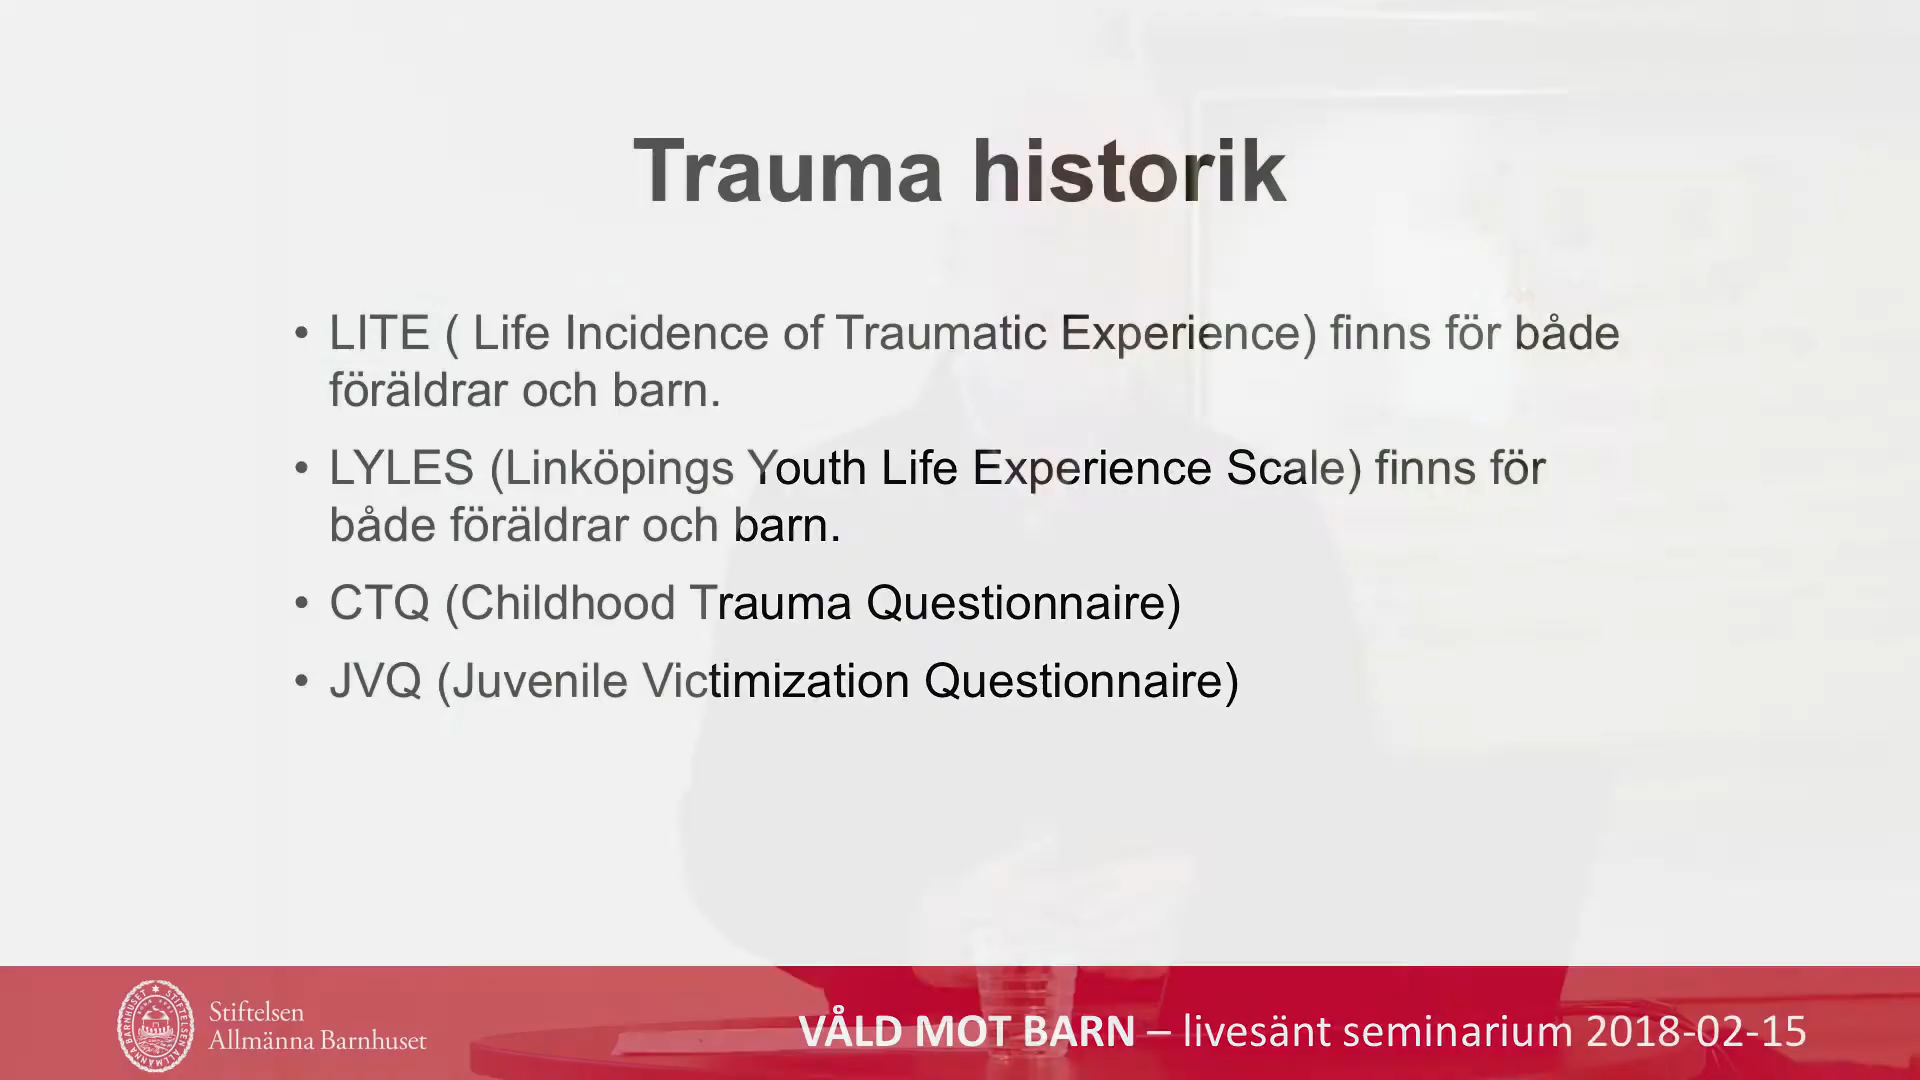 Trauma historik
• LITE ( Life Incidence of Traumatic Experience) finns för både
föräldrar och barn.
• LYLES (Linköpings Youth Life Experience Scale) finns för
både föräldrar och barn.
• CTQ (Childhood Trauma Questionnaire)
• JVQ (Juvenile Victimization Questionnaire)
Stiftelsen
Allmänna Barnhuset
VÅLD MOT BARN – livesänt seminarium 2018-02-15